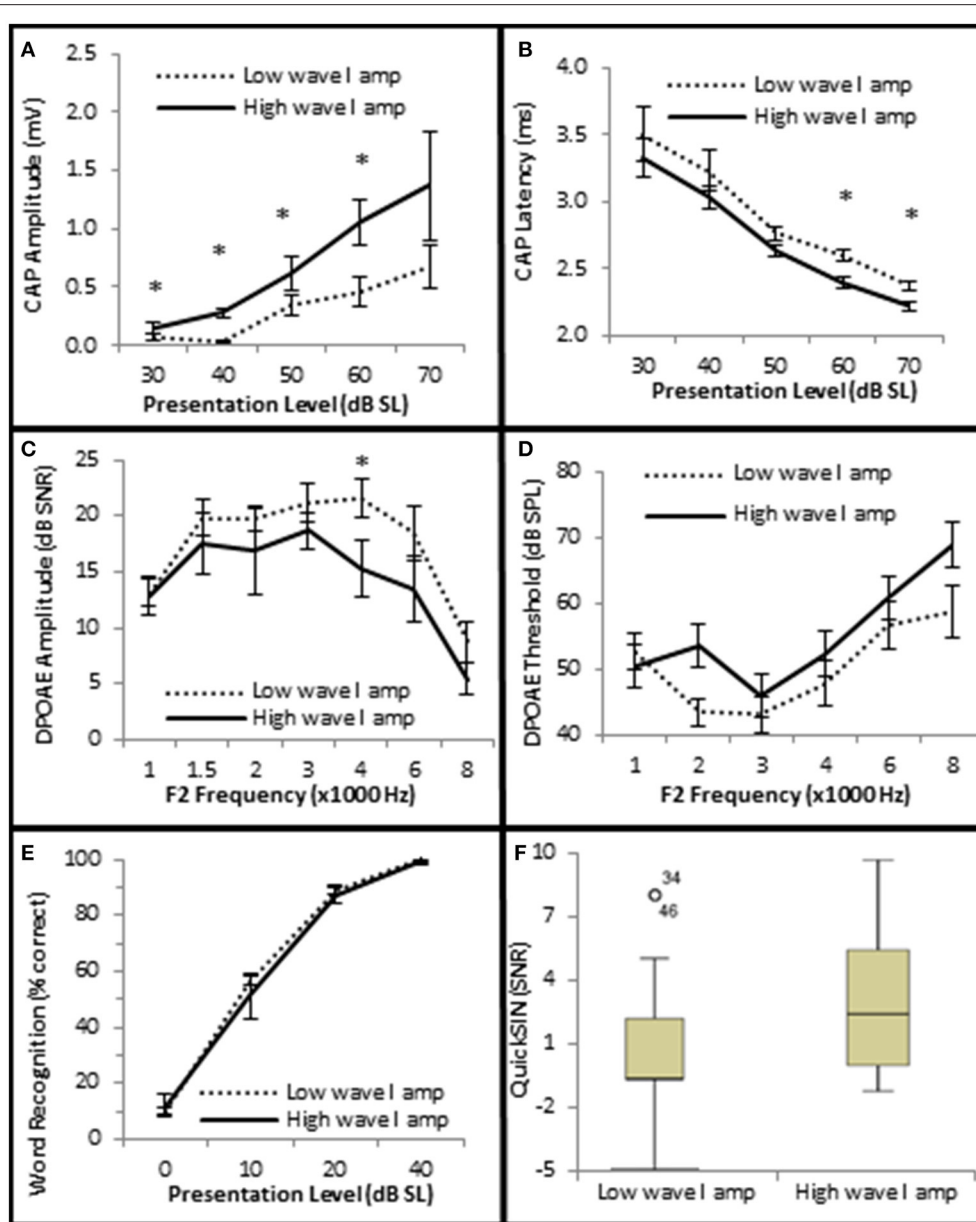 A
CAP Amplitude (mV)
2.5
2.0
1.5
1.0
0.5
0.0
Low wave I amp
High wave I amp
*
*
*
*
30 40 50 60 70
Presentation Level (dB SL)
B
CAP Latency (ms)
4.0
3.5
3.0
2.5
2.0
Low wave I amp
High wave I amp
*
*
30 40 50 60 70
Presentation Level (dB SL)
C
DPOAE Amplitude (dB SNR)
25
20
15
10
5
0
*
Low wave I amp
High wave I amp
1 1.5 2 3 4 6 8
F2 Frequency (x1000 Hz)
D
DPOAE Threshold (dB SPL)
80
70
60
50
40
Low wave I amp
High wave I amp
1 2 3 4 6 8
F2 Frequency (x1000 Hz)
E
Word Recognition (% correct)
100
80
60
40
20
0
Low wave I amp
High wave I amp
0 10 20 40
Presentation Level (dB SL)
F
QuickSIN (SNR)
10
7
4
1
-2
-5
34
46
Low wave I amp High wave I amp